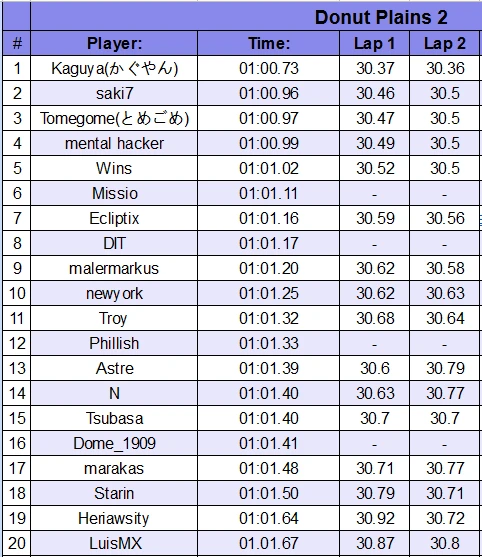 Donut Plains 2
# Player: Time: Lap 1 Lap 2
1 Kaguya(かぐやん) 01:00.73 30.37 30.36
2 saki7 01:00.96 30.46 30.5
3 Tomegome(とめごめ) 01:00.97 30.47 30.5
4 mental hacker 01:00.99 30.49 30.5
5 Wins 01:01.02 30.52 30.5
6 Missio 01:01.11 - -
7 Ecliptix 01:01.16 30.59 30.56
8 DIT 01:01.17 - -
9 malermarkus 01:01.20 30.62 30.58
10 newyork 01:01.25 30.62 30.63
11 Troy 01:01.32 30.68 30.64
12 Phillish 01:01.33 - -
13 Astre 01:01.39 30.6 30.79
14 N 01:01.40 30.63 30.77
15 Tsubasa 01:01.40 30.7 30.7
16 Dome_1909 01:01.41 - -
17 marakas 01:01.48 30.71 30.77
18 Starin 01:01.50 30.79 30.71
19 Heriawsity 01:01.64 30.92 30.72
20 LuisMX 01:01.67 30.87 30.8